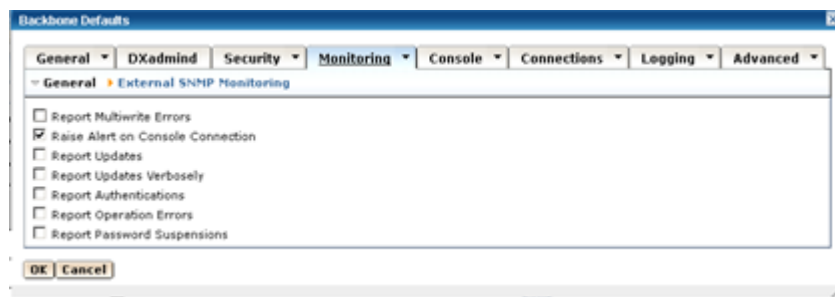 Backbone Defaults
General DXadmind Security Monitoring Console Connections Logging Advanced
General External SNMP Monitoring
Report Multiwrite Errors
Raise Alert on Console Connection
Report Updates
Report Updates Verbosely
Report Authentications
Report Operation Errors
Report Password Suspensions
OK Cancel